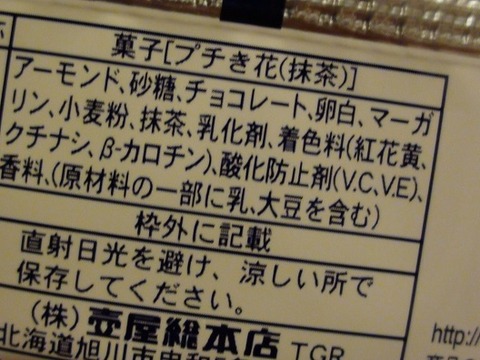 菓子[プチき花(抹茶)]
アーモンド、砂糖、チョコレート、卵白、マーガ
リン、小麦粉、抹茶、乳化剤、着色料(紅花黄、
クチナシ、β-カロチン)、酸化防止剤(V.C,V.E)、
香料、(原材料の一部に乳、大豆を含む)
枠外に記載
直射日光を避け、涼しい所で
保存してください。
(株)壺屋総本店 TGR
http://
北海道旭川市忠和5